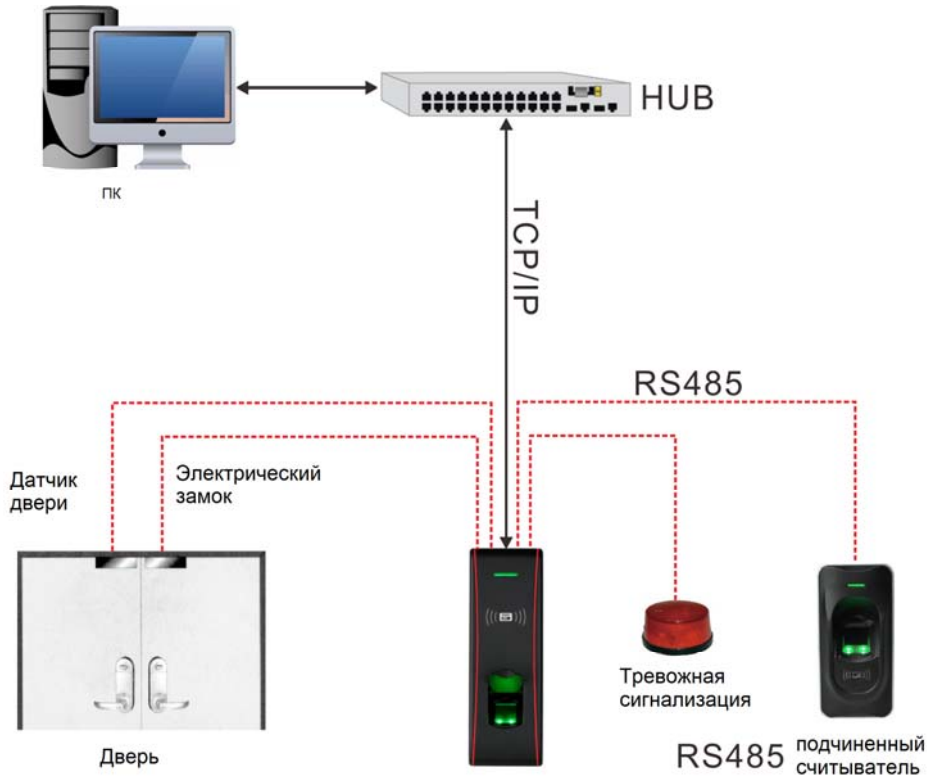 HUB
ПК
TCP/IP
RS485
Датчик
двери
Электрический
замок
Тревожная
сигнализация
Дверь
RS485 подчиненный
считыватель